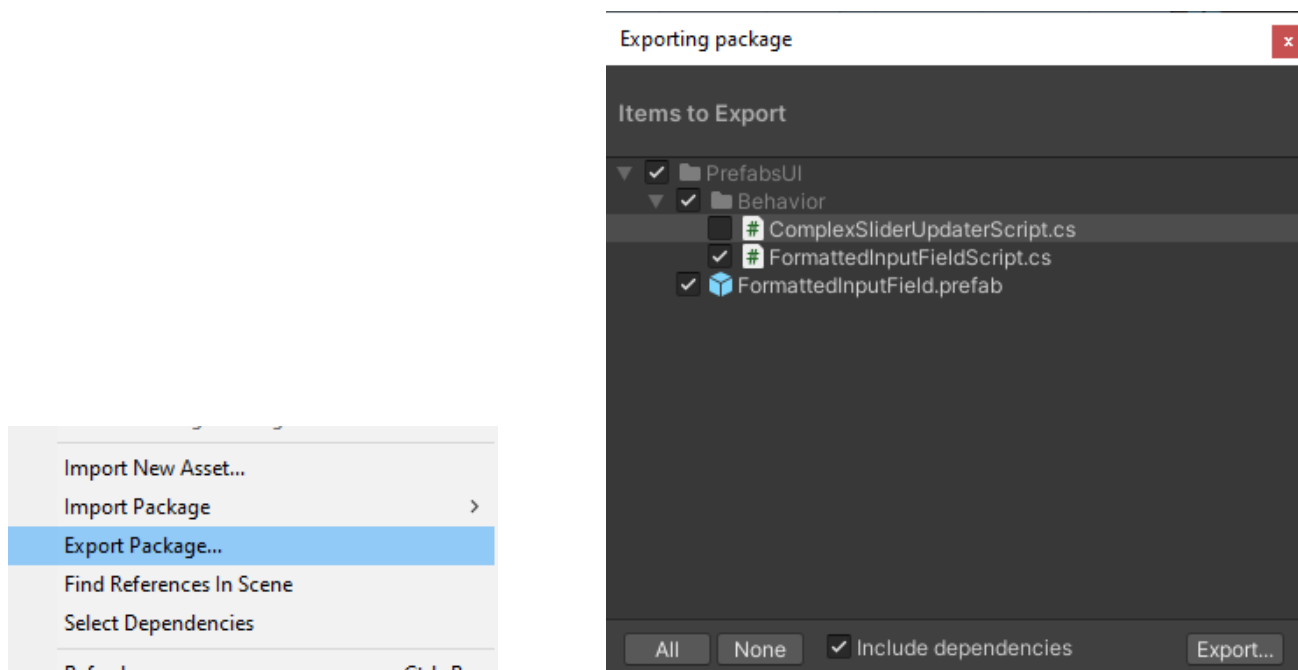 Exporting package
x
Items to Export
PrefabsUI
Behavior
# ComplexSliderUpdaterScript.cs
# FormattedInputFieldScript.cs
FormattedInputField.prefab
All None Include dependencies Export...
Import New Asset...
Import Package >
Export Package...
Find References In Scene
Select Dependencies